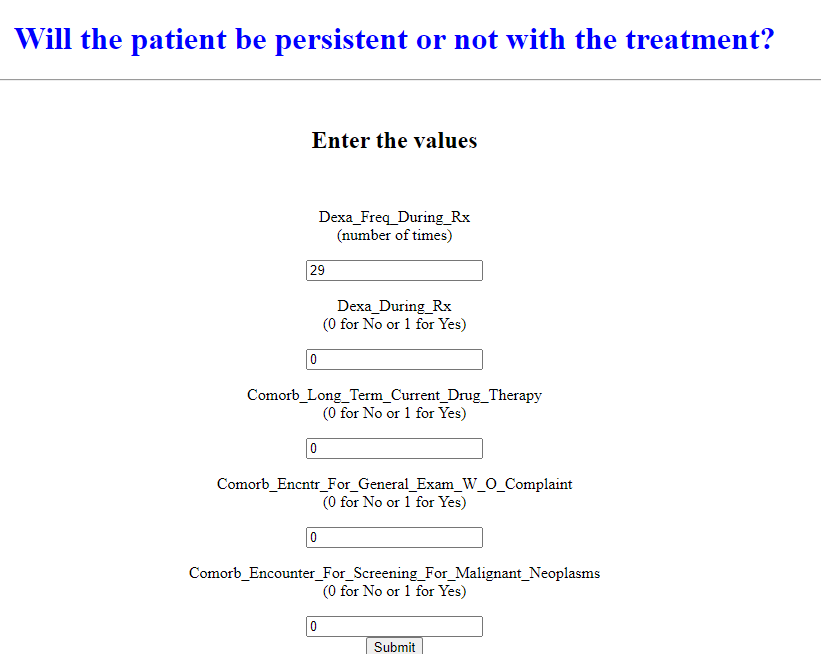 Will the patient be persistent or not with the treatment?
Enter the values
Dexa_Freq_During_Rx
(number of times)
29
Dexa_During_Rx
(0 for No or 1 for Yes)
0
Comorb_Long_Term_Current_Drug_Therapy
(0 for No or 1 for Yes)
0
Comorb_Encntr_For_General_Exam_W_O_Complaint
(0 for No or 1 for Yes)
0
Comorb_Encounter_For_Screening_For_Malignant_Neoplasms
(0 for No or 1 for Yes)
0
Submit